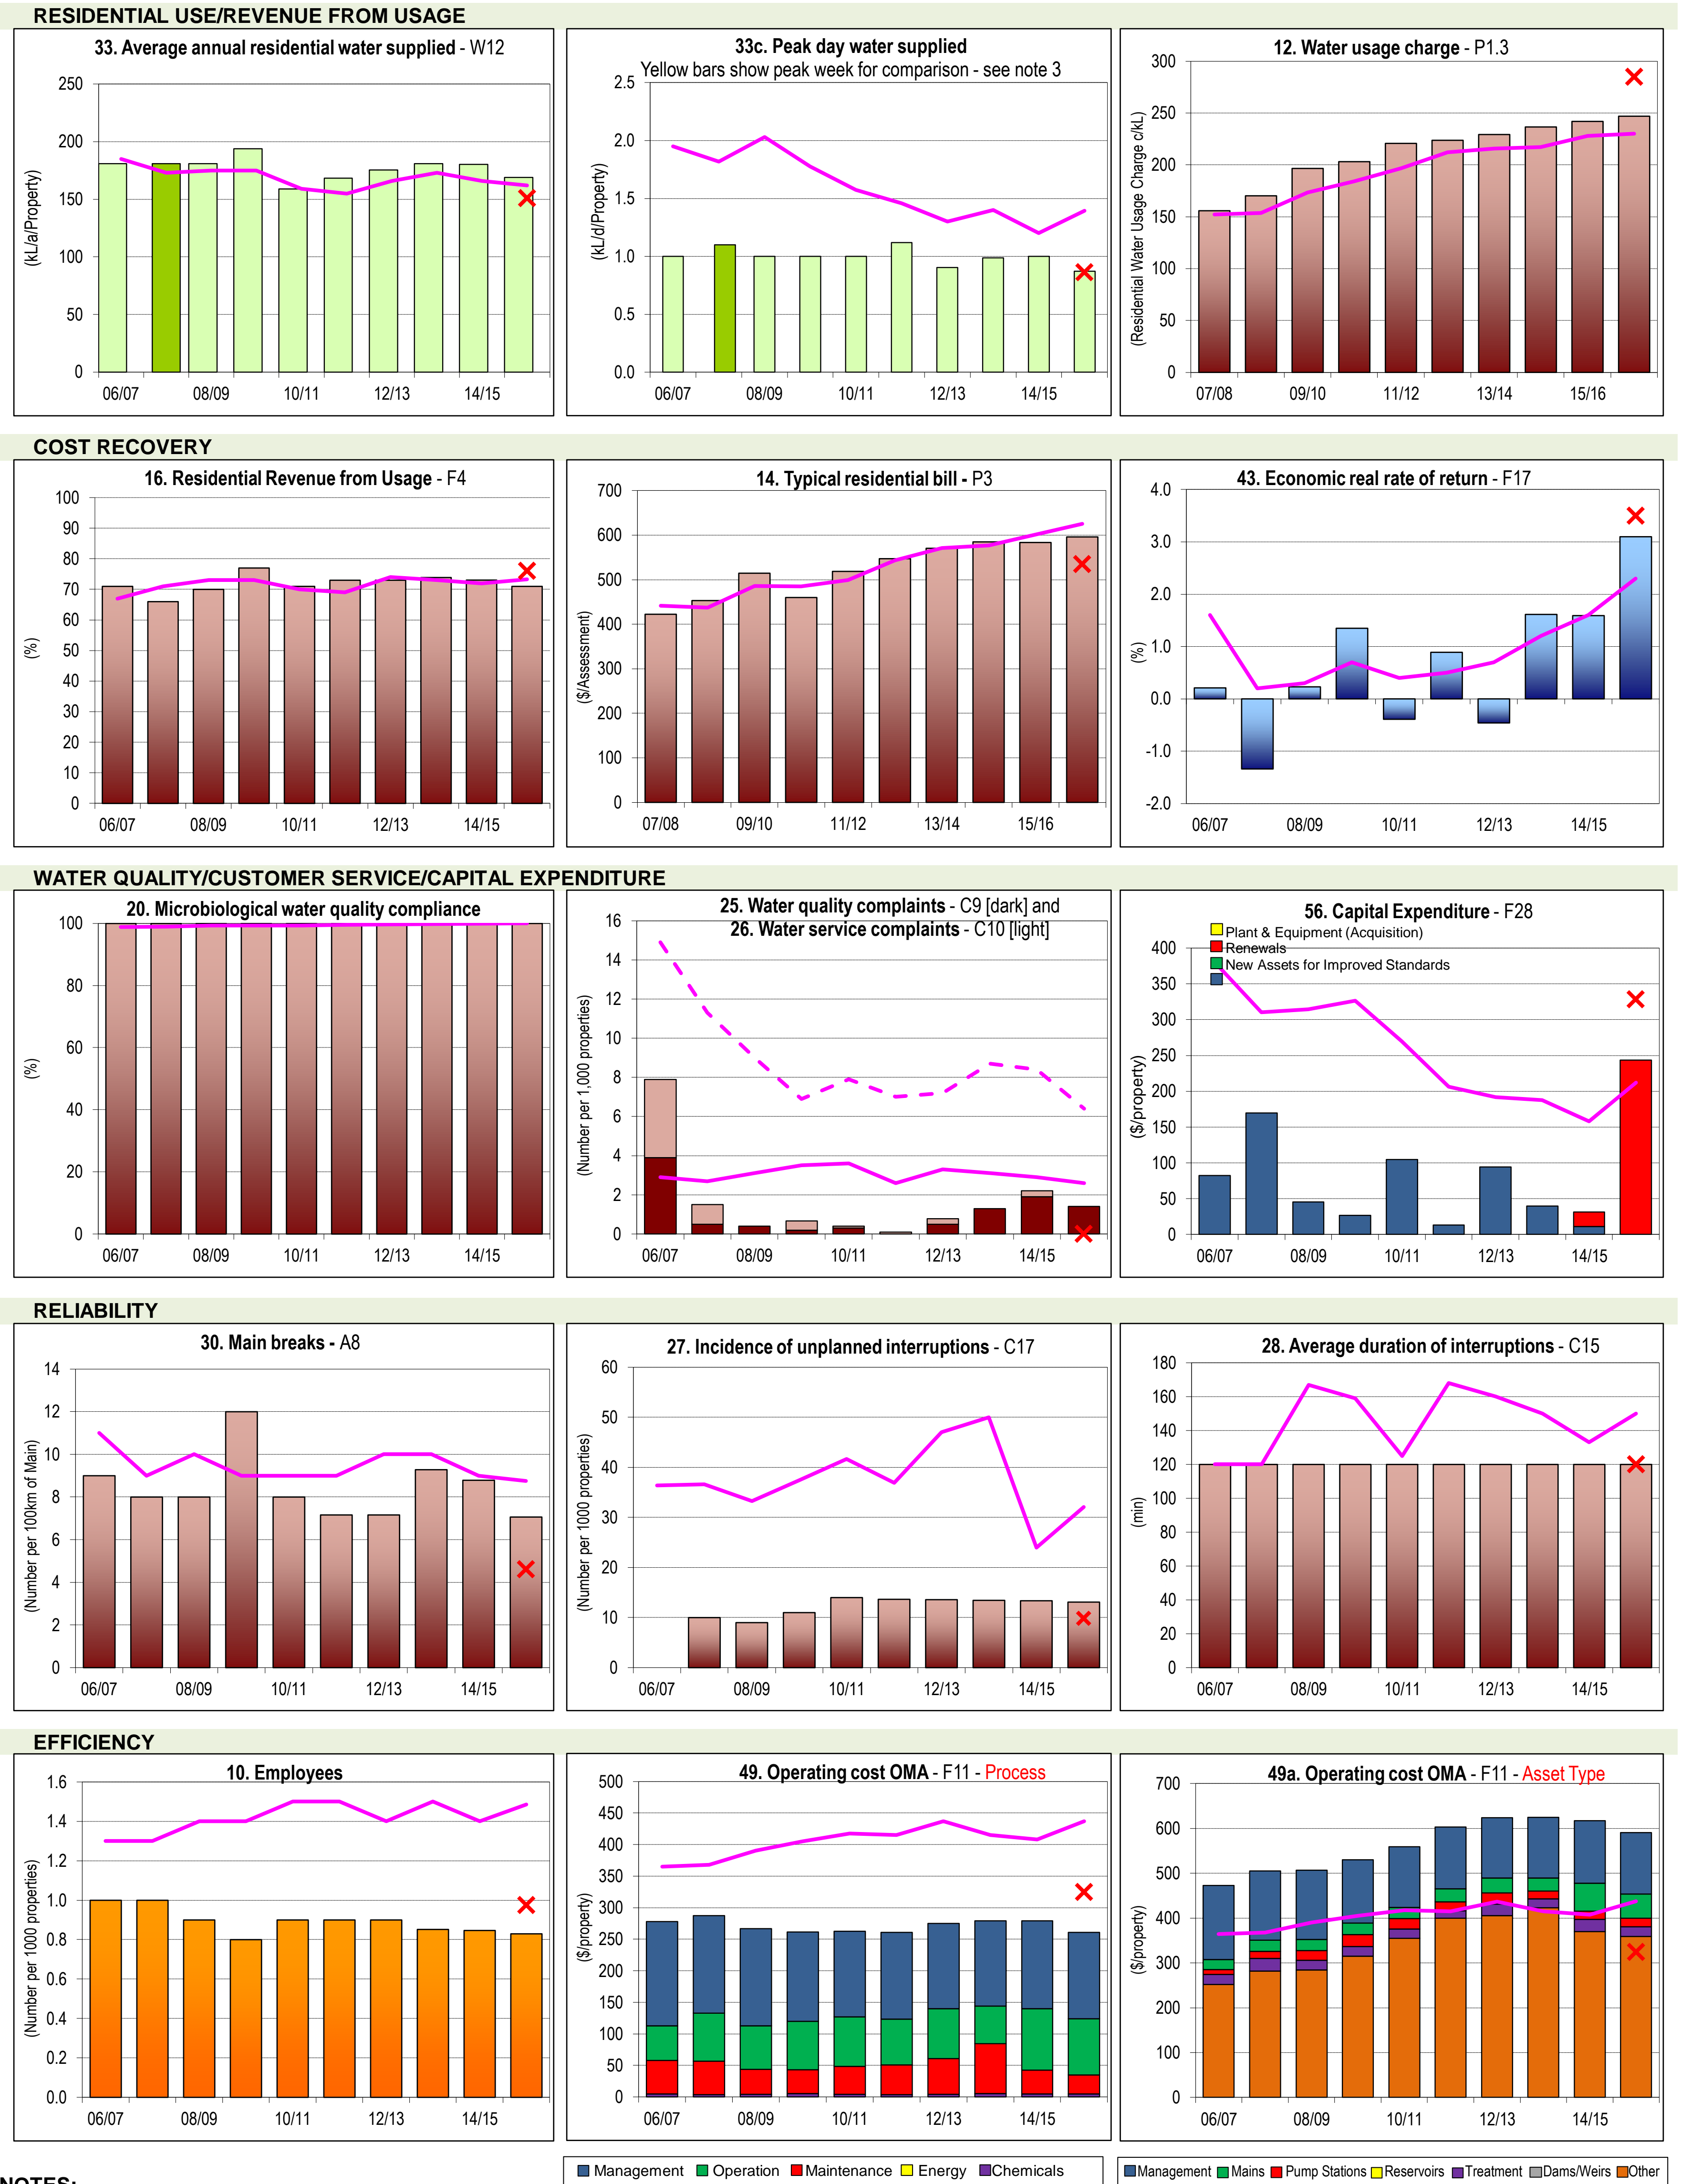 RESIDENTIAL USE/REVENUE FROM USAGE
33. Average annual residential water supplied - W12
(kL/a/Property)
250
200
150
100
50
0
06/07 08/09 10/11 12/13 14/15
33c. Peak day water supplied
Yellow bars show peak week for comparison - see note 3
(kL/d/Property)
2.5
2.0
1.5
1.0
0.5
0.0
06/07 08/09 10/11 12/13 14/15
12. Water usage charge - P1.3
(Residential Water Usage Charge c/kL)
300
250
200
150
100
50
0
07/08 09/10 11/12 13/14 15/16
COST RECOVERY
16. Residential Revenue from Usage - F4
(%)
100
90
80
70
60
50
40
30
20
10
0
06/07 08/09 10/11 12/13 14/15
14. Typical residential bill - P3
($/Assessment)
700
600
500
400
300
200
100
0
07/08 09/10 11/12 13/14 15/16
43. Economic real rate of return - F17
(%)
4.0
3.0
2.0
1.0
0.0
-1.0
-2.0
06/07 08/09 10/11 12/13 14/15
WATER QUALITY/CUSTOMER SERVICE/CAPITAL EXPENDITURE
20. Microbiological water quality compliance
(%)
100
80
60
40
20
0
06/07 08/09 10/11 12/13 14/15
25. Water quality complaints - C9 [dark] and
26. Water service complaints - C10 [light]
(Number per 1,000 properties)
16
14
12
10
8
6
4
2
0
06/07 08/09 10/11 12/13 14/15
56. Capital Expenditure - F28
Plant & Equipment (Acquisition)
Renewals
New Assets for Improved Standards
($/property)
400
350
300
250
200
150
100
50
0
06/07 08/09 10/11 12/13 14/15
RELIABILITY
30. Main breaks - A8
(Number per 100km of Main)
14
12
10
8
6
4
2
0
06/07 08/09 10/11 12/13 14/15
27. Incidence of unplanned interruptions - C17
(Number per 1000 properties)
60
50
40
30
20
10
0
06/07 08/09 10/11 12/13 14/15
28. Average duration of interruptions - C15
(min)
180
160
140
120
100
80
60
40
20
0
06/07 08/09 10/11 12/13 14/15
EFFICIENCY
10. Employees
(Number per 1000 properties)
1.6
1.4
1.2
1.0
0.8
0.6
0.4
0.2
0.0
06/07 08/09 10/11 12/13 14/15
49. Operating cost OMA - F11 - Process
($/property)
500
450
400
350
300
250
200
150
100
50
0
06/07 08/09 10/11 12/13 14/15
49a. Operating cost OMA - F11 - Asset Type
($/property)
700
600
500
400
300
200
100
0
06/07 08/09 10/11 12/13 14/15
Management Operation Maintenance Energy Chemicals
Management Mains Pump Stations Reservoirs Treatment Dams/Weirs Other
NOTES: